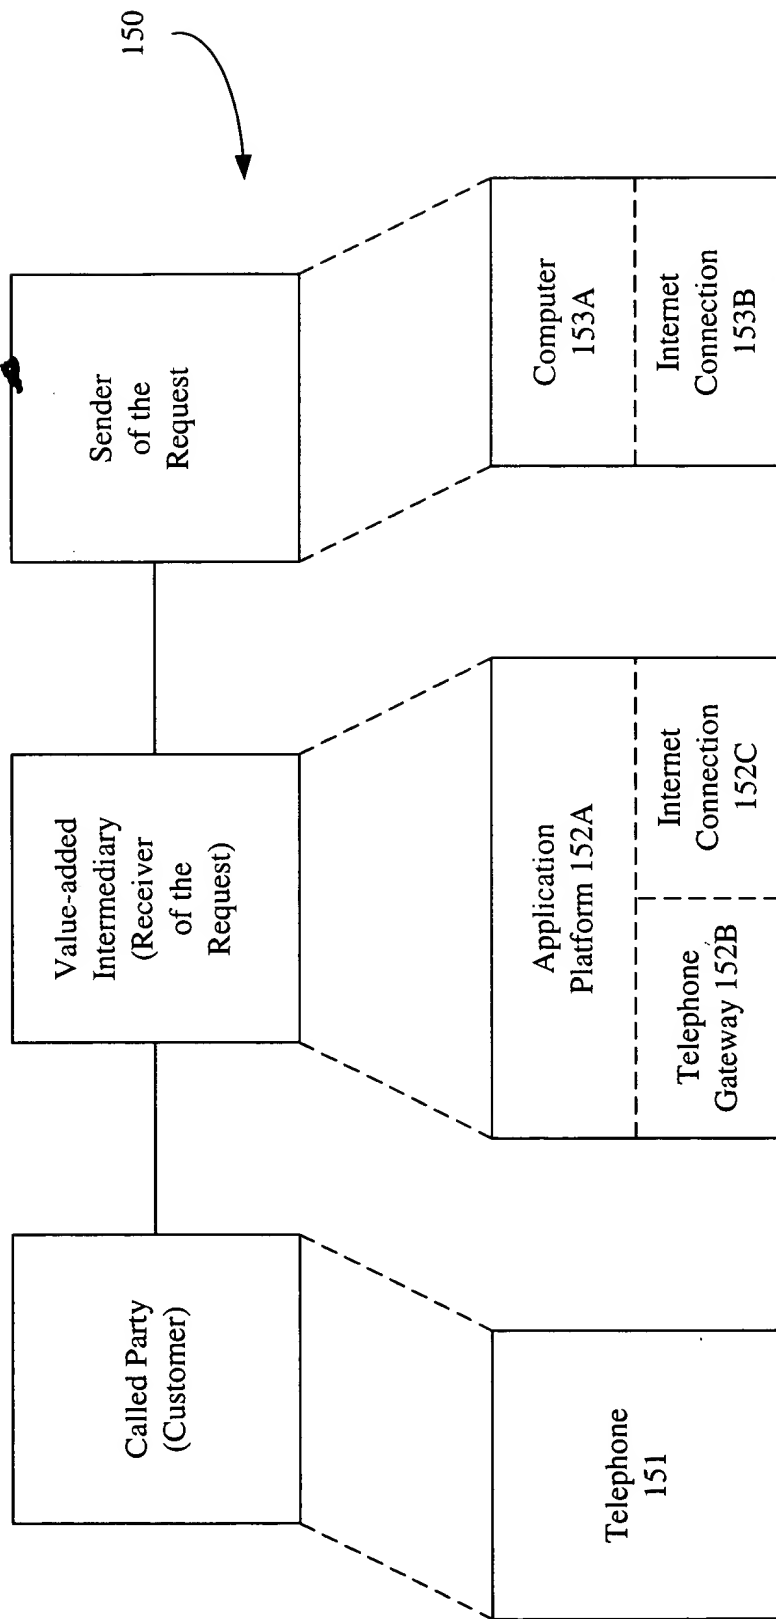 150
Called Party
(Customer)
Value-added
Intermediary
(Receiver
of the
Request)
Sender
of the
Request
Telephone
151
Application
Platform 152A
Telephone
Gateway 152B
Internet
Connection
152C
Computer
153A
Internet
Connection
153B